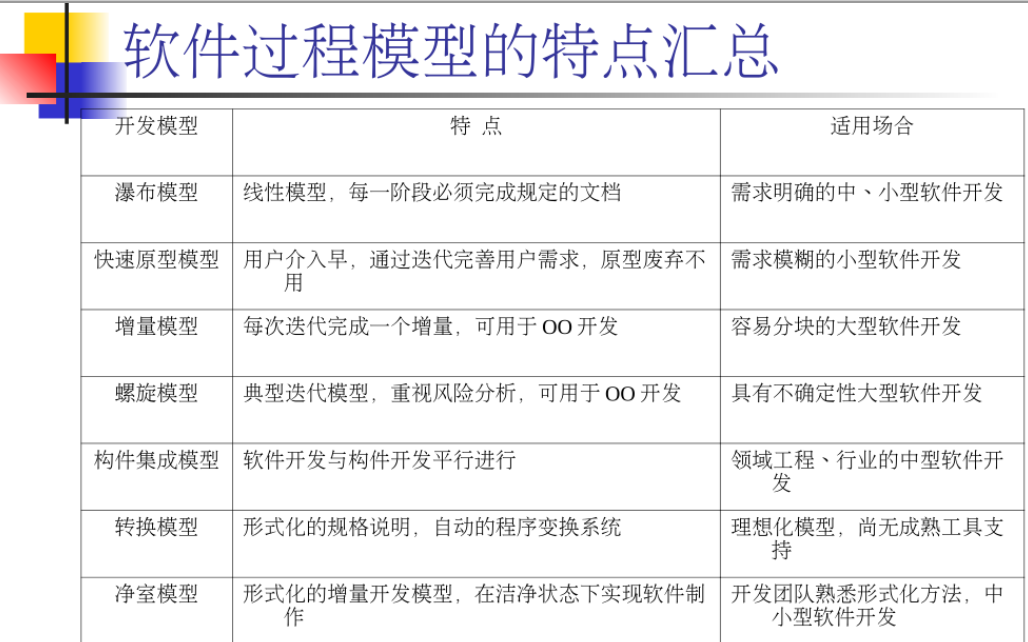 软件过程模型的特点汇总
开发模型 特 点 适用场合
瀑布模型 线性模型，每一阶段必须完成规定的文档 需求明确的中、小型软件开发
快速原型模型 用户介入早，通过迭代完善用户需求，原型废弃不 需求模糊的小型软件开发
用
增量模型 每次迭代完成一个增量，可用于 OO 开发 容易分块的大型软件开发
螺旋模型 典型迭代模型，重视风险分析，可用于 OO 开发 具有不确定性大型软件开发
构件集成模型 软件开发与构件开发平行进行 领域工程、行业的中型软件开
发
转换模型 形式化的规格说明，自动的程序变换系统 理想化模型，尚无成熟工具支
持
净室模型 形式化的增量开发模型，在洁净状态下实现软件制 开发团队熟悉形式化方法，中
作 小型软件开发